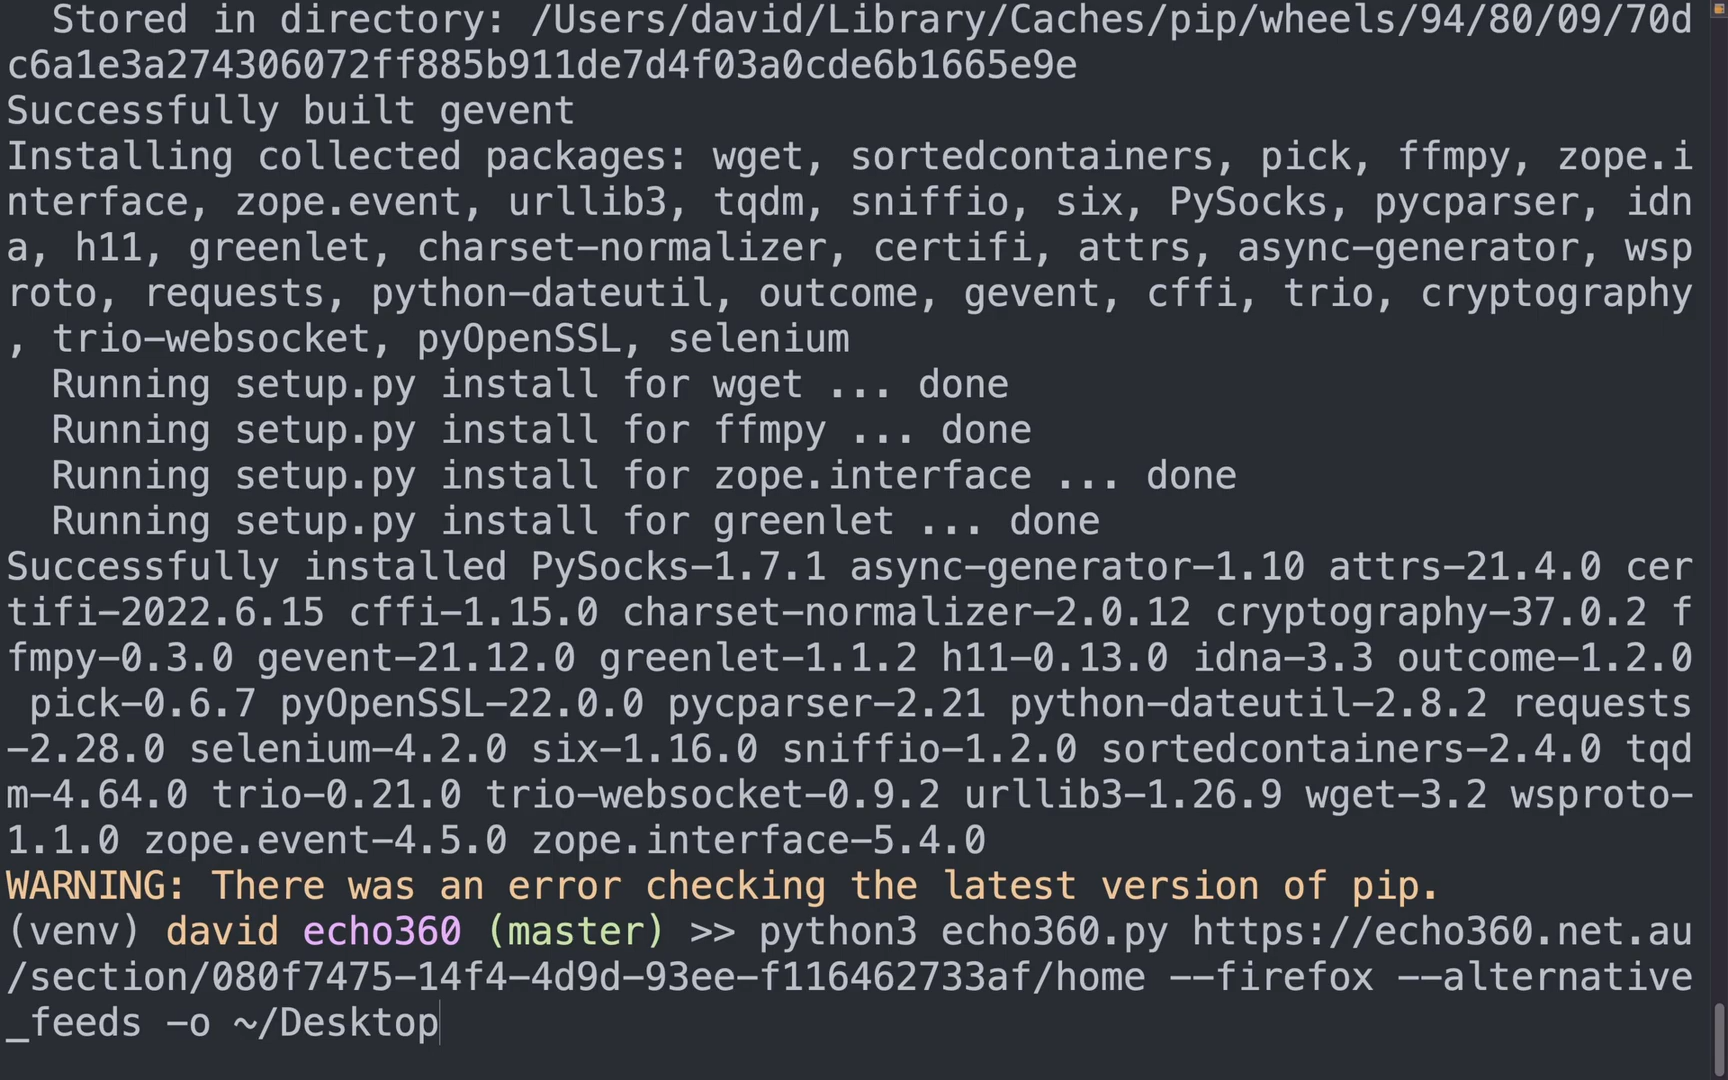 Stored in directory: /Users/david/Library/Caches/pip/wheels/94/80/09/70d
c6a1e3a274306072ff885b911de7d4f03a0cde6b1665e9e
Successfully built gevent
Installing collected packages: wget, sortedcontainers, pick, ffmpy, zope.i
nterface, zope.event, urllib3, tqdm, sniffio, six, PySocks, pycparser, idn
a, h11, greenlet, charset-normalizer, certifi, attrs, async-generator, wsp
roto, requests, python-dateutil, outcome, gevent, cffi, trio, cryptography
, trio-websocket, pyOpenSSL, selenium
  Running setup.py install for wget ... done
  Running setup.py install for ffmpy ... done
  Running setup.py install for zope.interface ... done
  Running setup.py install for greenlet ... done
Successfully installed PySocks-1.7.1 async-generator-1.10 attrs-21.4.0 cer
tifi-2022.6.15 cffi-1.15.0 charset-normalizer-2.0.12 cryptography-37.0.2 f
fmpy-0.3.0 gevent-21.12.0 greenlet-1.1.2 h11-0.13.0 idna-3.3 outcome-1.2.0
 pick-0.6.7 pyOpenSSL-22.0.0 pycparser-2.21 python-dateutil-2.8.2 requests
-2.28.0 selenium-4.2.0 six-1.16.0 sniffio-1.2.0 sortedcontainers-2.4.0 tqd
m-4.64.0 trio-0.21.0 trio-websocket-0.9.2 urllib3-1.26.9 wget-3.2 wsproto-
1.1.0 zope.event-4.5.0 zope.interface-5.4.0
WARNING: There was an error checking the latest version of pip.
(venv) david echo360 (master) >> python3 echo360.py https://echo360.net.au
/section/080f7475-14f4-4d9d-93ee-f116462733af/home --firefox --alternative
_feeds -o ~/Desktop